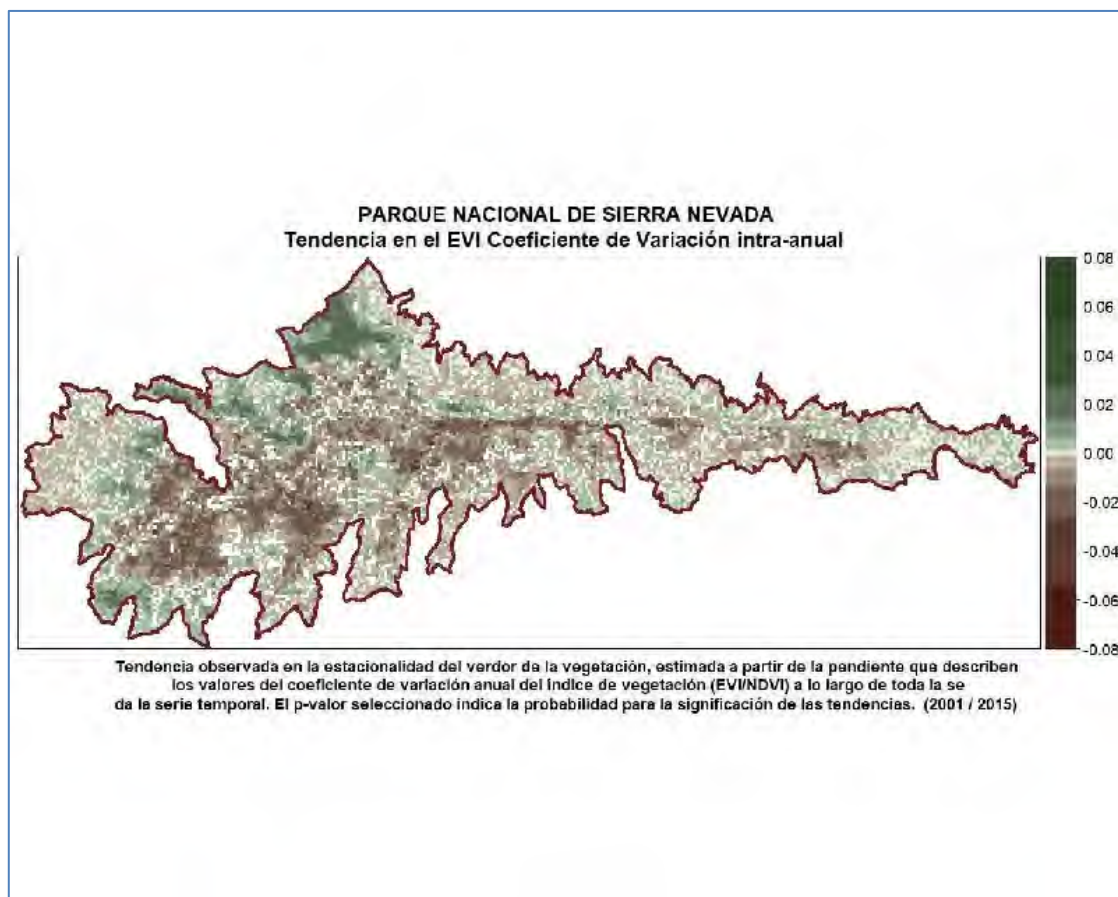 PARQUE NACIONAL DE SIERRA NEVADA
Tendencia en el EVI Coeficiente de Variación intra-anual
0.08
0.06
0.04
0.02
0.00
-0.02
-0.04
-0.06
-0.08
Tendencia observada en la estacionalidad del verdor de la vegetación, estimada a partir de la pendiente que describen
los valores del coeficiente de variación anual del indice de vegetación (EVI/NDVI) a lo largo de toda la se
da la serie temporal. El p-valor seleccionado indica la probabilidad para la significación de las tendencias. (2001 / 2015)